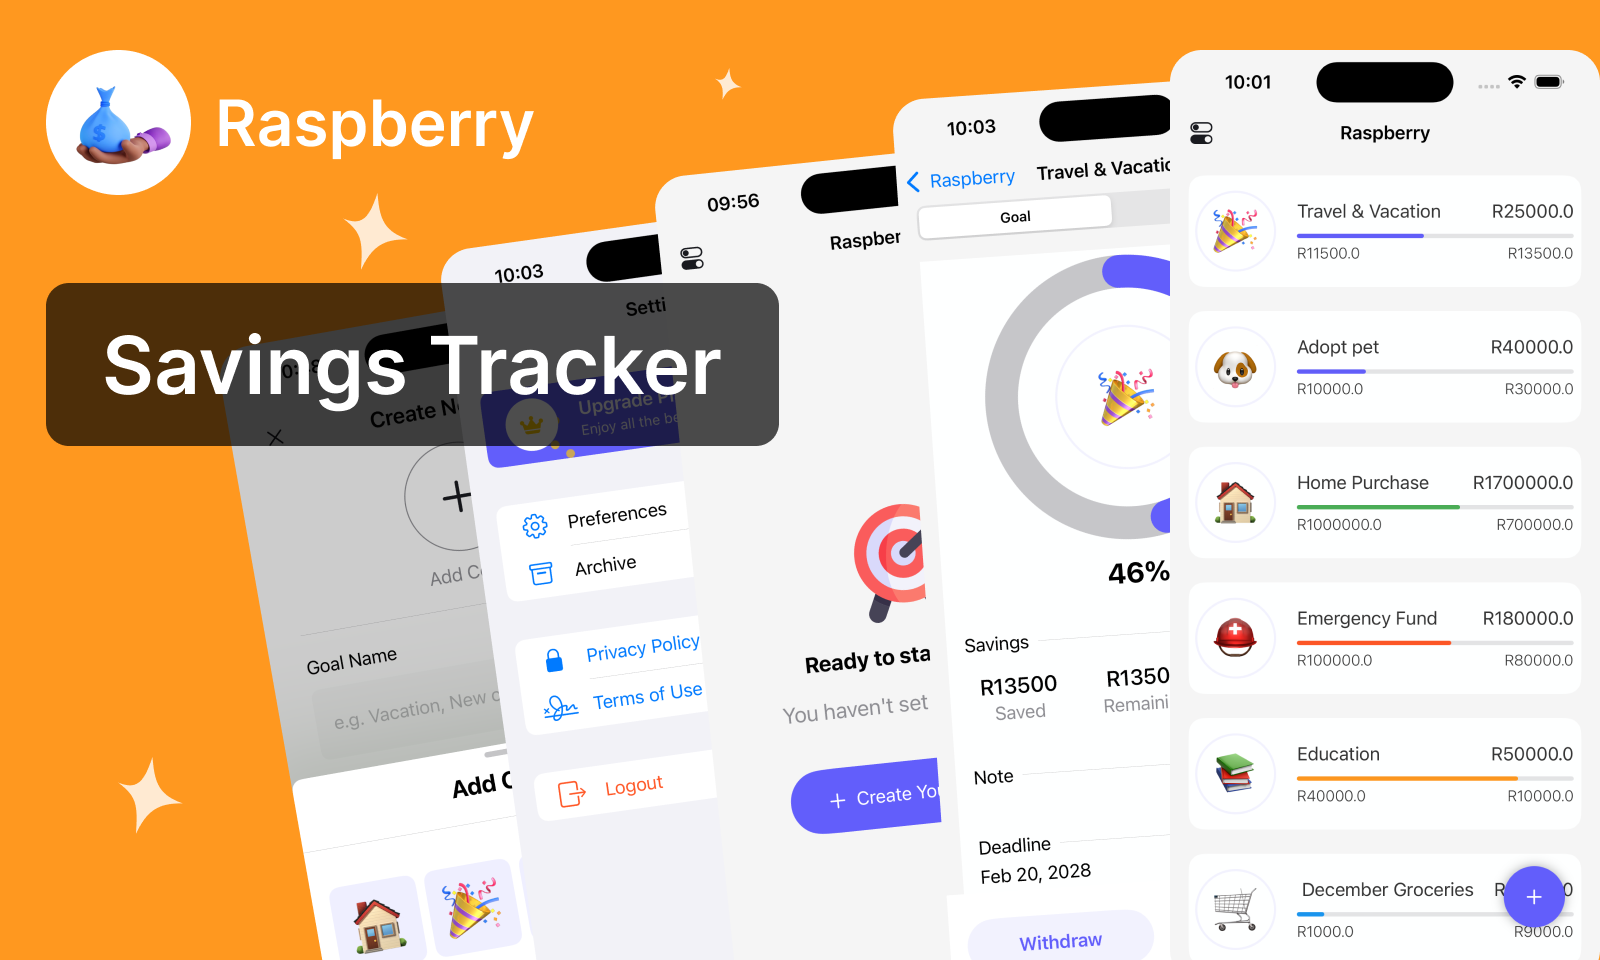 Raspberry
Savings Tracker
Create N
Add C
Goal Name
e.g. Vacation, New c
Add C
10:03
Setti
Upgrade P
Enjoy all the be
Preferences
Archive
Privacy Policy
Terms of Use
Logout
09:56
Raspber
Ready to sta
You haven't set
+ Create Yo
10:03
Raspberry
Travel & Vacatio
Goal
46%
Savings
R13500
R1350
Saved
Remaini
Note
Deadline
Feb 20, 2028
Withdraw
10:01
Raspberry
Travel & Vacation R25000.0
R11500.0 R13500.0
Adopt pet R40000.0
R10000.0 R30000.0
Home Purchase R1700000.0
R1000000.0 R700000.0
Emergency Fund R180000.0
R100000.0 R80000.0
Education R50000.0
R40000.0 R10000.0
December Groceries
R1000.0 R9000.0